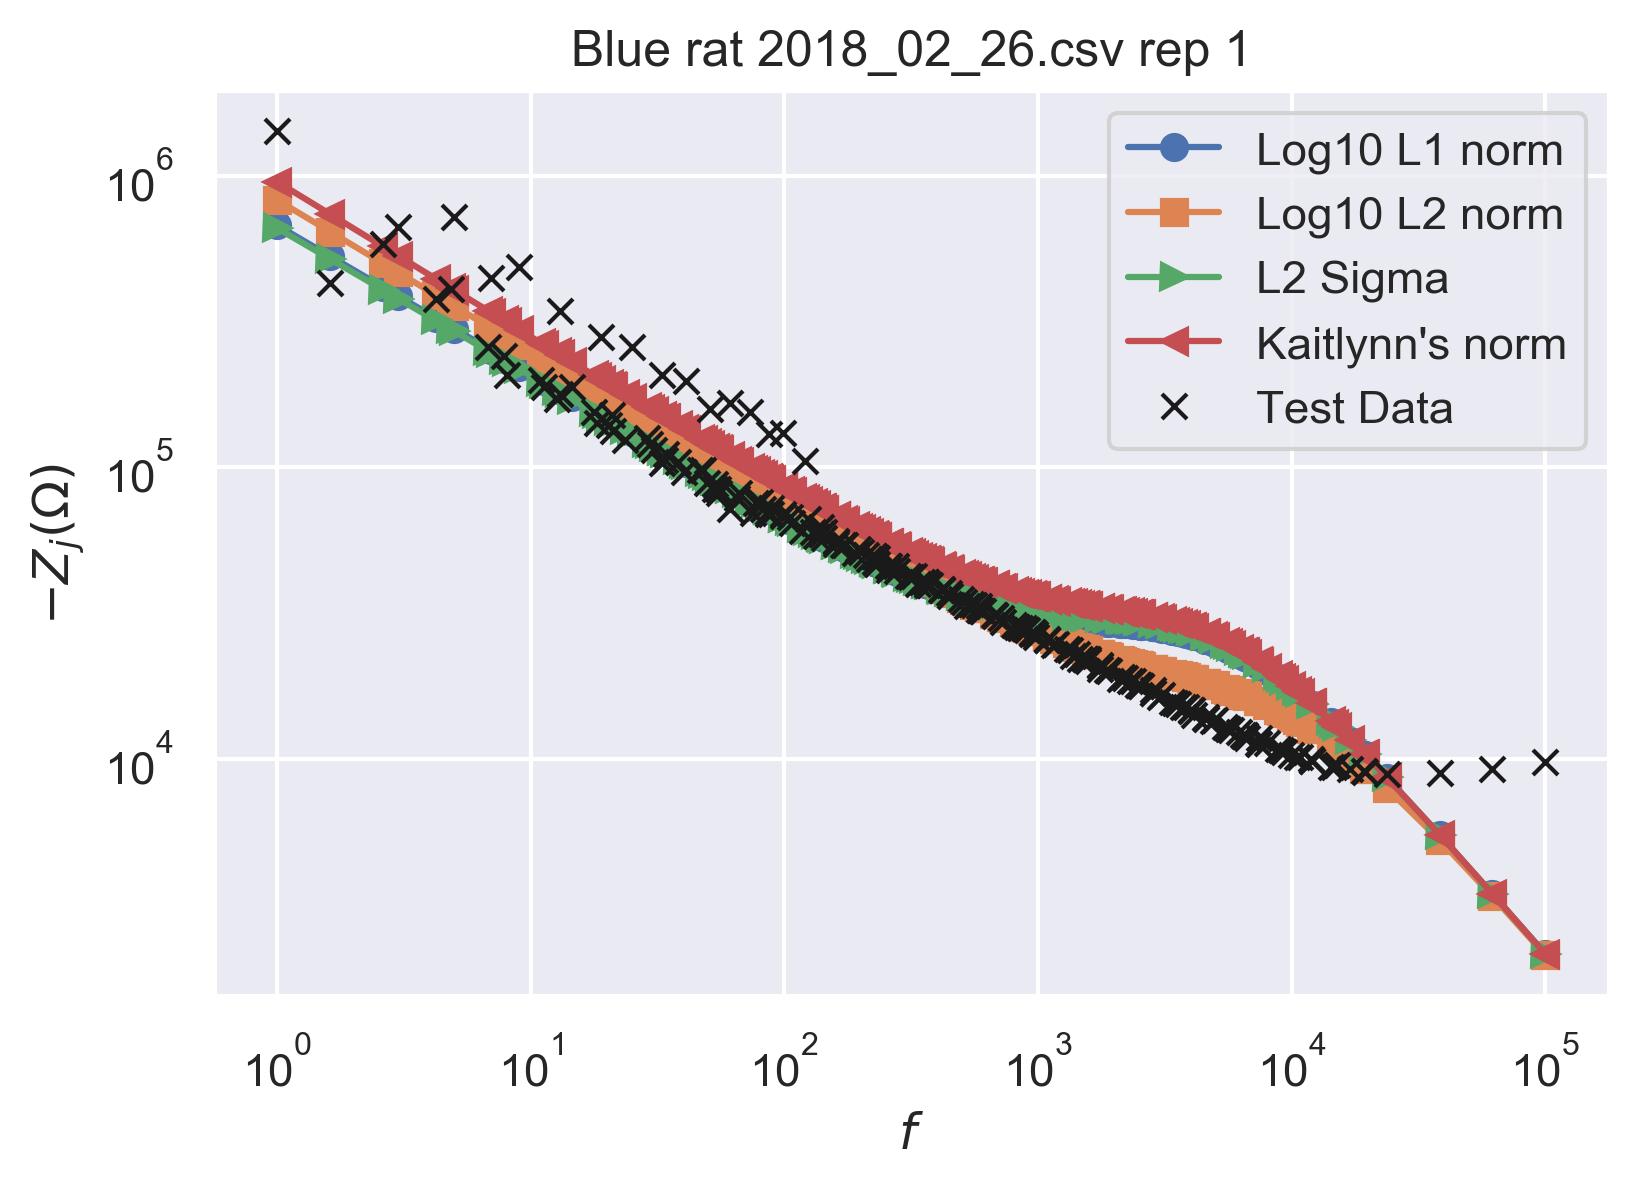 Blue rat 2018_02_26.csv rep 1
Log10 L1 norm
Log10 L2 norm
L2 Sigma
Kaitlynn's norm
Test Data
−Z_j(Ω)
10^6
10^5
10^4
10^0 10^1 10^2 10^3 10^4 10^5
f